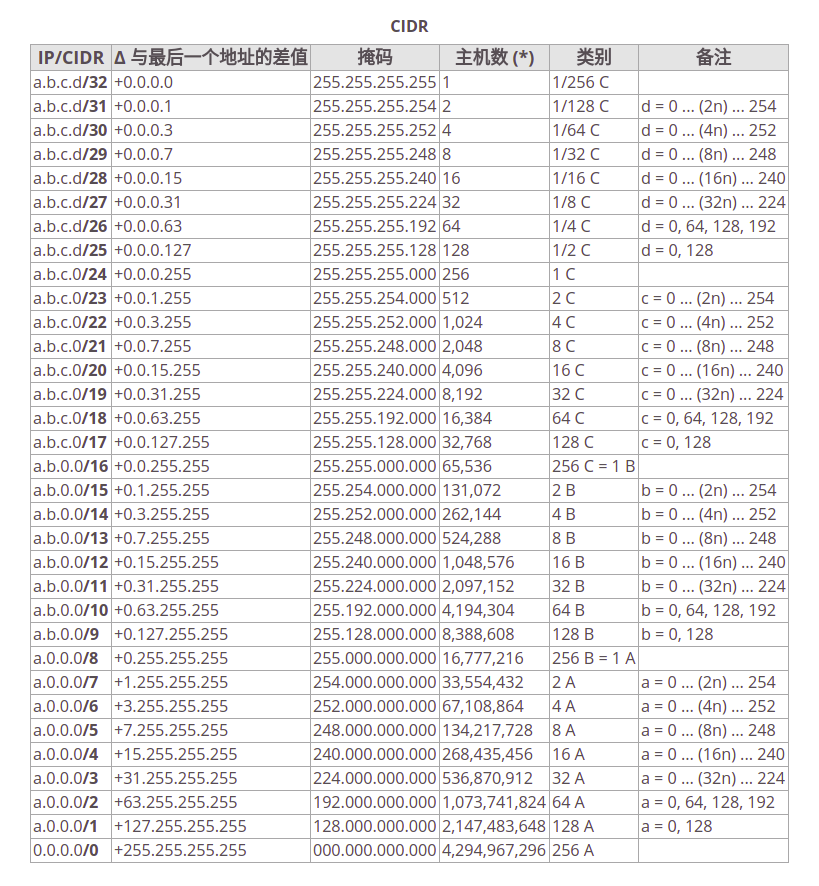 CIDR
IP/CIDR Δ 与最后一个地址的差值 掩码 主机数 (*) 类别 备注
a.b.c.d/32 +0.0.0.0 255.255.255.255 1 1/256 C
a.b.c.d/31 +0.0.0.1 255.255.255.254 2 1/128 C d = 0 ... (2n) ... 254
a.b.c.d/30 +0.0.0.3 255.255.255.252 4 1/64 C d = 0 ... (4n) ... 252
a.b.c.d/29 +0.0.0.7 255.255.255.248 8 1/32 C d = 0 ... (8n) ... 248
a.b.c.d/28 +0.0.0.15 255.255.255.240 16 1/16 C d = 0 ... (16n) ... 240
a.b.c.d/27 +0.0.0.31 255.255.255.224 32 1/8 C d = 0 ... (32n) ... 224
a.b.c.d/26 +0.0.0.63 255.255.255.192 64 1/4 C d = 0, 64, 128, 192
a.b.c.d/25 +0.0.0.127 255.255.255.128 128 1/2 C d = 0, 128
a.b.c.0/24 +0.0.0.255 255.255.255.000 256 1 C
a.b.c.0/23 +0.0.1.255 255.255.254.000 512 2 C c = 0 ... (2n) ... 254
a.b.c.0/22 +0.0.3.255 255.255.252.000 1,024 4 C c = 0 ... (4n) ... 252
a.b.c.0/21 +0.0.7.255 255.255.248.000 2,048 8 C c = 0 ... (8n) ... 248
a.b.c.0/20 +0.0.15.255 255.255.240.000 4,096 16 C c = 0 ... (16n) ... 240
a.b.c.0/19 +0.0.31.255 255.255.224.000 8,192 32 C c = 0 ... (32n) ... 224
a.b.c.0/18 +0.0.63.255 255.255.192.000 16,384 64 C c = 0, 64, 128, 192
a.b.c.0/17 +0.0.127.255 255.255.128.000 32,768 128 C c = 0, 128
a.b.0.0/16 +0.0.255.255 255.255.000.000 65,536 256 C = 1 B
a.b.0.0/15 +0.1.255.255 255.254.000.000 131,072 2 B b = 0 ... (2n) ... 254
a.b.0.0/14 +0.3.255.255 255.252.000.000 262,144 4 B b = 0 ... (4n) ... 252
a.b.0.0/13 +0.7.255.255 255.248.000.000 524,288 8 B b = 0 ... (8n) ... 248
a.b.0.0/12 +0.15.255.255 255.240.000.000 1,048,576 16 B b = 0 ... (16n) ... 240
a.b.0.0/11 +0.31.255.255 255.224.000.000 2,097,152 32 B b = 0 ... (32n) ... 224
a.b.0.0/10 +0.63.255.255 255.192.000.000 4,194,304 64 B b = 0, 64, 128, 192
a.b.0.0/9 +0.127.255.255 255.128.000.000 8,388,608 128 B b = 0, 128
a.0.0.0/8 +0.255.255.255 255.000.000.000 16,777,216 256 B = 1 A
a.0.0.0/7 +1.255.255.255 254.000.000.000 33,554,432 2 A a = 0 ... (2n) ... 254
a.0.0.0/6 +3.255.255.255 252.000.000.000 67,108,864 4 A a = 0 ... (4n) ... 252
a.0.0.0/5 +7.255.255.255 248.000.000.000 134,217,728 8 A a = 0 ... (8n) ... 248
a.0.0.0/4 +15.255.255.255 240.000.000.000 268,435,456 16 A a = 0 ... (16n) ... 240
a.0.0.0/3 +31.255.255.255 224.000.000.000 536,870,912 32 A a = 0 ... (32n) ... 224
a.0.0.0/2 +63.255.255.255 192.000.000.000 1,073,741,824 64 A a = 0, 64, 128, 192
a.0.0.0/1 +127.255.255.255 128.000.000.000 2,147,483,648 128 A a = 0, 128
0.0.0.0/0 +255.255.255.255 000.000.000.000 4,294,967,296 256 A